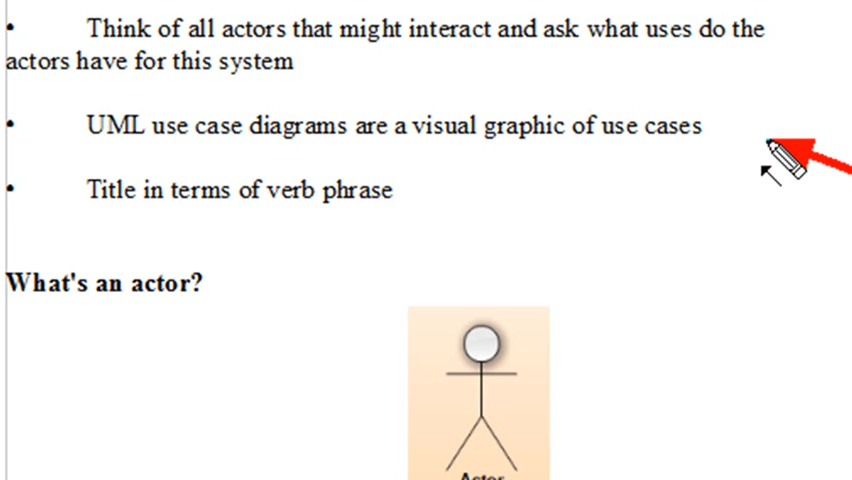 • Think of all actors that might interact and ask what uses do the
actors have for this system
• UML use case diagrams are a visual graphic of use cases
• Title in terms of verb phrase
What's an actor?
Actor